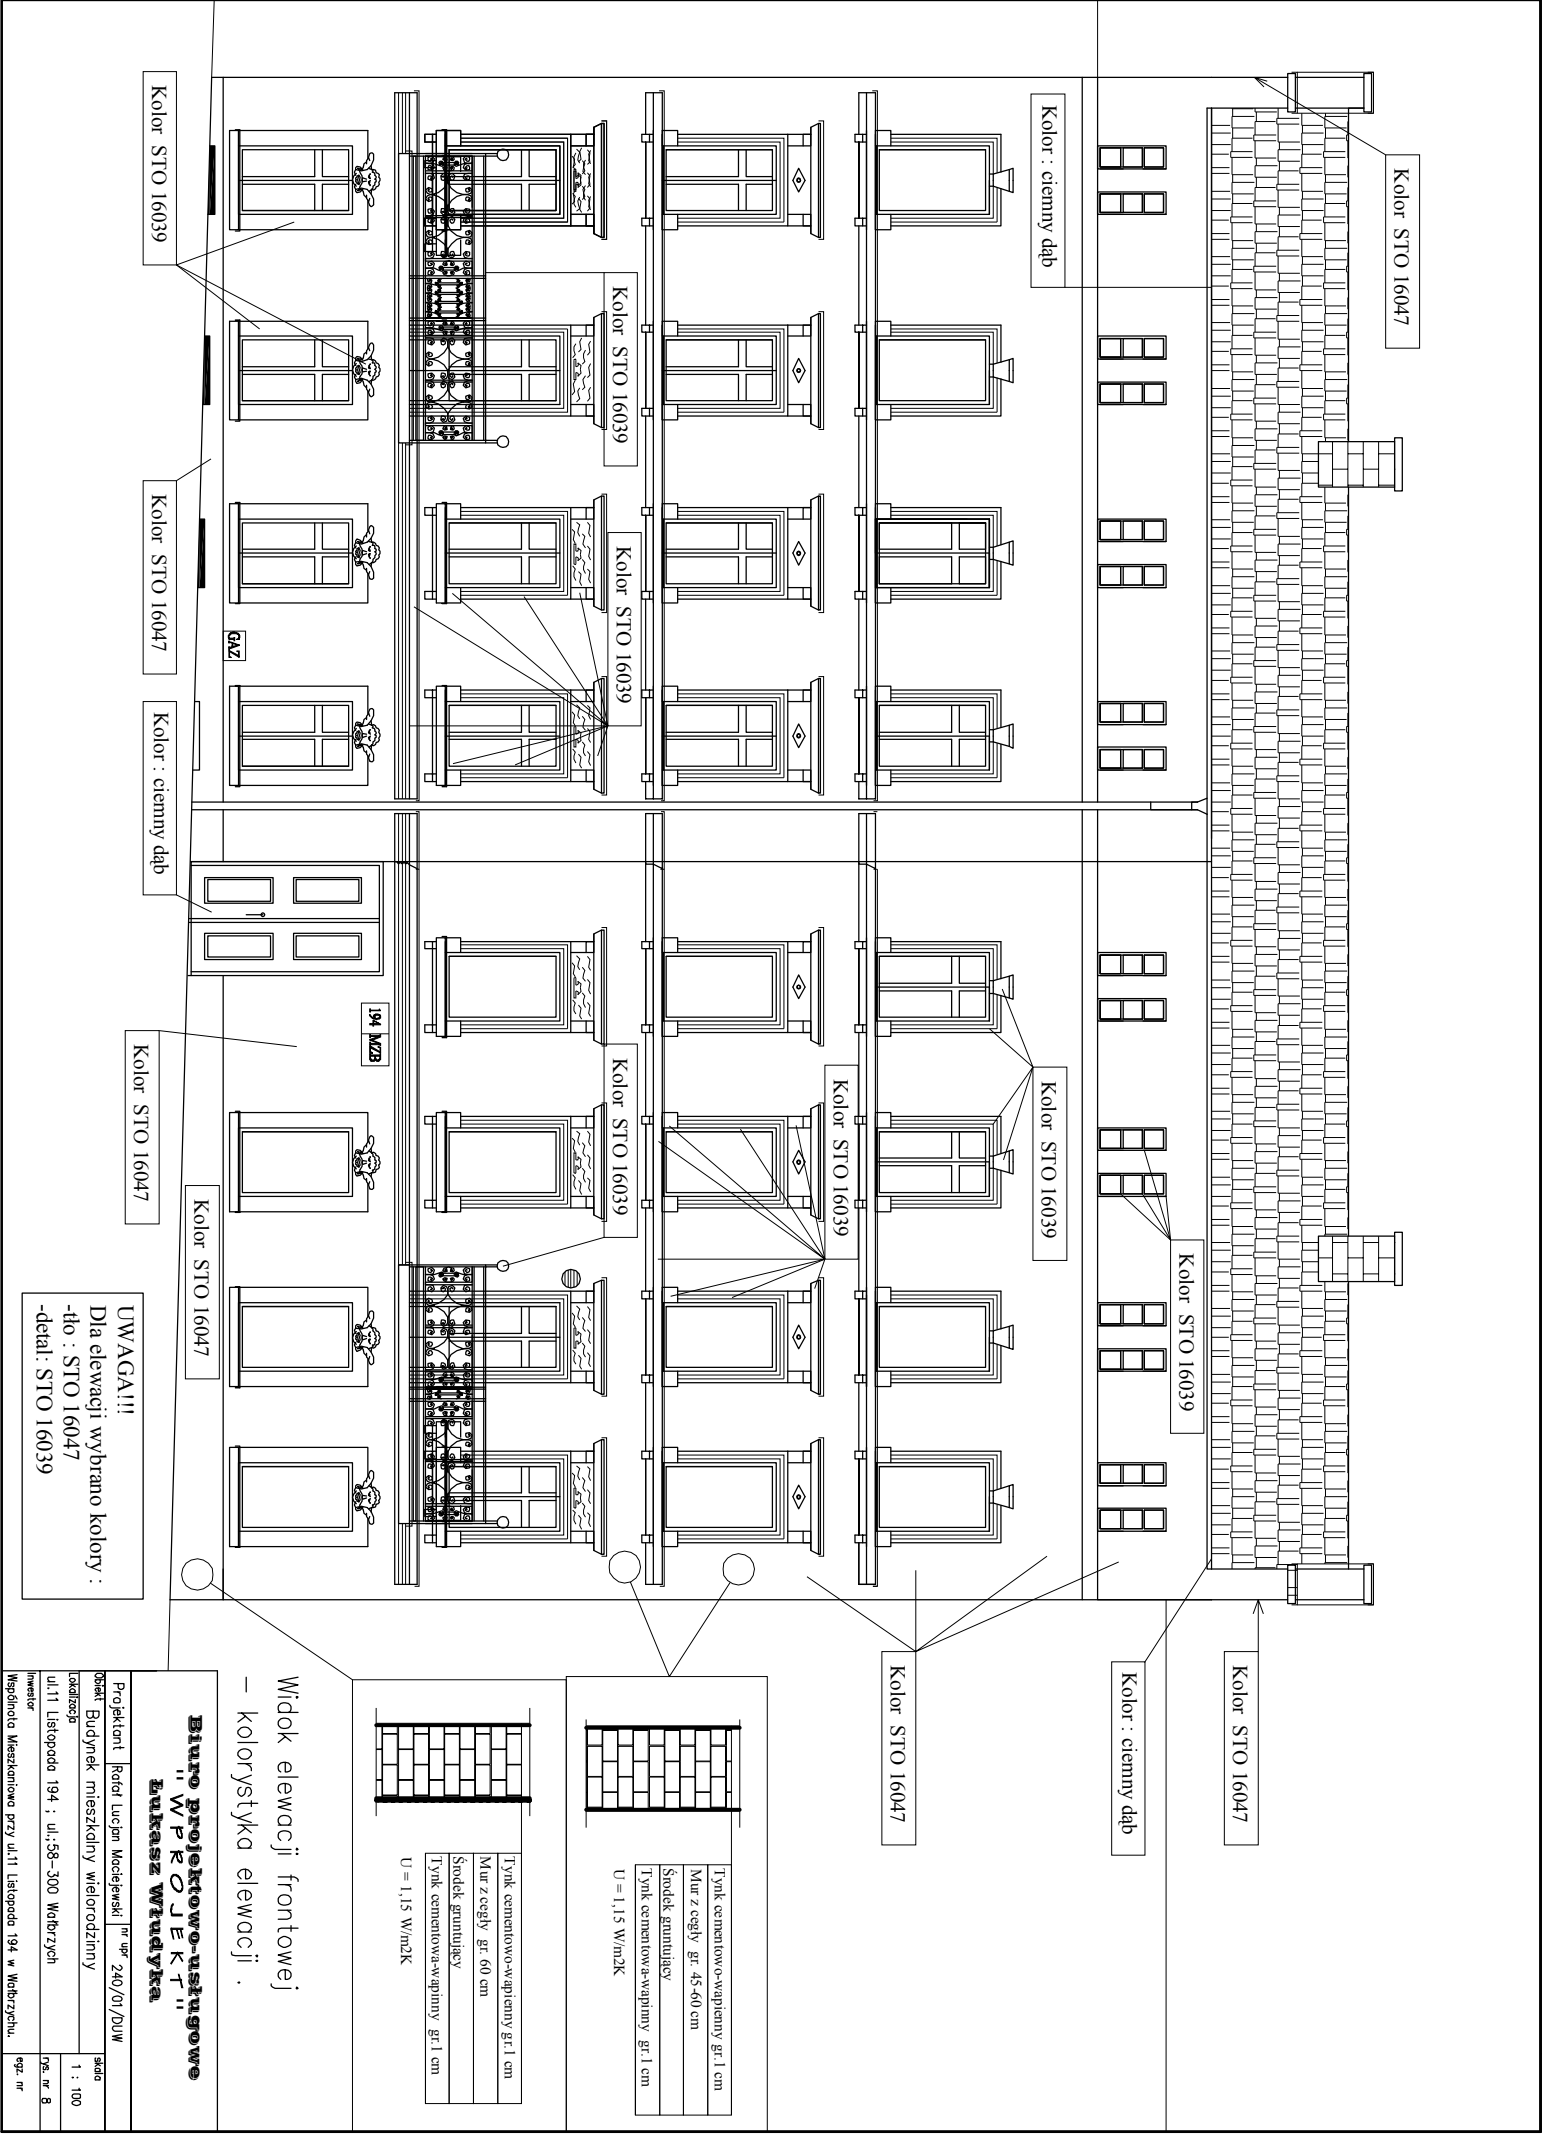 Kolor STO 16047
Kolor : ciemny dąb
Kolor STO 16039
Kolor STO 16039
Kolor STO 16039
Kolor STO 16047
Kolor : ciemny dąb
GAZ
194 MZB
Kolor STO 16039
Kolor STO 16039
Kolor STO 16039
Kolor STO 16039
Kolor STO 16047
Kolor STO 16047
Kolor STO 16047
Kolor : ciemny dąb
Kolor STO 16047
UWAGA!!!
Dla elewacji wybrano kolory :
-tło : STO 16047
-detal: STO 16039
Tynk cementowo-wapienny gr.1 cm
Mur z cegły gr. 45-60 cm
Środek gruntujący
Tynk cementowa-wapinny gr.1 cm
U = 1,15 W/m2K
Tynk cementowo-wapienny gr.1 cm
Mur z cegły gr. 60 cm
Środek gruntujący
Tynk cementowa-wapinny gr.1 cm
U = 1,15 W/m2K
Widok elewacji frontowej
– kolorystyka elewacji .
Biuro projektowo-usługowe
" W P R O J E K T "
Łukasz Władyka
Projektant Rafał Lucjan Maciejewski nr upr 240/01/DUW
Obiekt Budynek mieszkalny wielorodzinny
skala 1 : 100
Lokalizacja
ul.11 Listopada 194 ; ul.;58-300 Wałbrzych
rys. nr 8
Inwestor
Wspólnota Mieszkaniowa przy ul.11 Listopada 194 w Wałbrzychu.
egz. nr